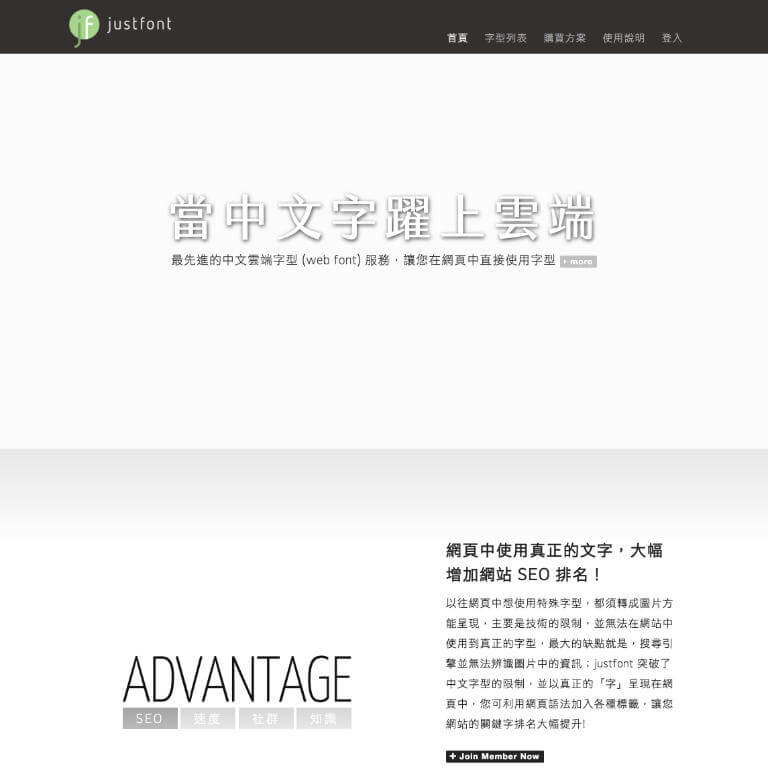 jf justfont
首頁 字型列表 購買方案 使用說明 登入
當中文字躍上雲端
最先進的中文雲端字型 (web font) 服務，讓您在網頁中直接使用字型 more
網頁中使用真正的文字，大幅
增加網站 SEO 排名！
以往網頁中想使用特殊字型，都須轉成圖片方
能呈現，主要是技術的限制，並無法在網站中
使用到真正的字型，最大的缺點就是，搜尋引
擎並無法辨識圖片中的資訊；justfont 突破了
中文字型的限制，並以真正的「字」呈現在網
頁中，您可利用網頁語法加入各種標籤，讓您
網站的關鍵字排名大幅提升!
+ Join Member Now
ADVANTAGE
SEO 速度 社群 知識